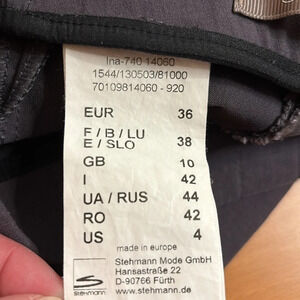 Ina-740 14060
1544/130503/81000
70109814060 - 920
EUR 36
F / B / LU
E / SLO 38
GB 10
I 42
UA / RUS 44
RO 42
US 4
made in europe
Stehmann Mode GmbH
Hansastraße 22
D-90766 Fürth
www.stehmann.de
stehmann